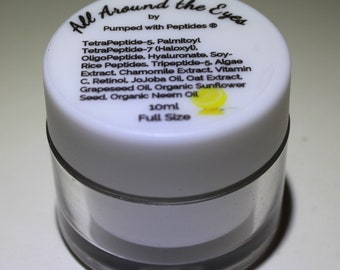 All Around the Eyes
by
Pumped with Peptides ®
TetraPeptide-5, Palmitoyl
TetraPeptide-7 (Haloxyl),
OligoPeptide, Hyaluronate, Soy-
Rice Peptides, Tripeptide-5, Algae
Extract, Chamomile Extract, Vitamin
C, Retinol, JoJoba Oil, Oat Extract,
Grapeseed Oil, Organic Sunflower
Seed, Organic Neem Oil
10ml
Full Size